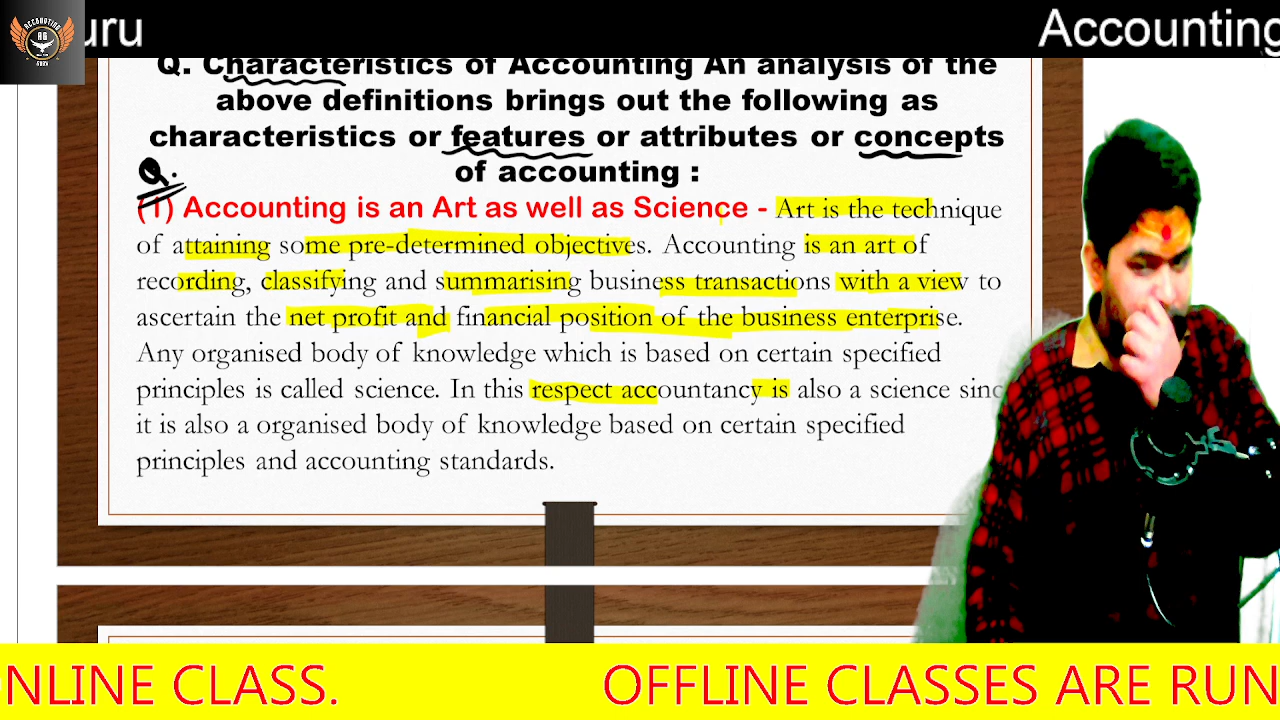 uru
Accounting
ACCOUNTING
AG
GURU
Q. Characteristics of Accounting An analysis of the
above definitions brings out the following as
characteristics or features or attributes or concepts
of accounting :
Q.
(1) Accounting is an Art as well as Science - Art is the technique
of attaining some pre-determined objectives. Accounting is an art of
recording, classifying and summarising business transactions with a view to
ascertain the net profit and financial position of the business enterprise.
Any organised body of knowledge which is based on certain specified
principles is called science. In this respect accountancy is also a science sinc
it is also a organised body of knowledge based on certain specified
principles and accounting standards.
NLINE CLASS.
OFFLINE CLASSES ARE RUN